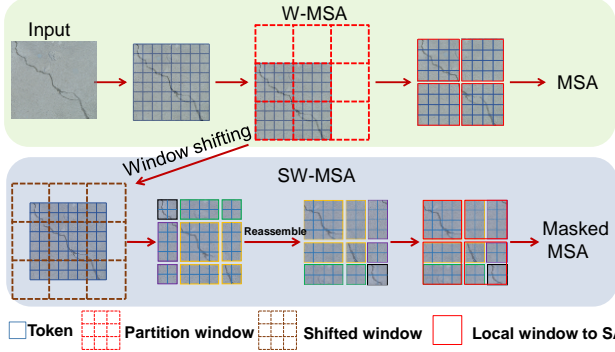 W-MSA
Input
MSA
Window shifting
SW-MSA
Reassemble
Masked
MSA
Token
Partition window
Shifted window
Local window to SA